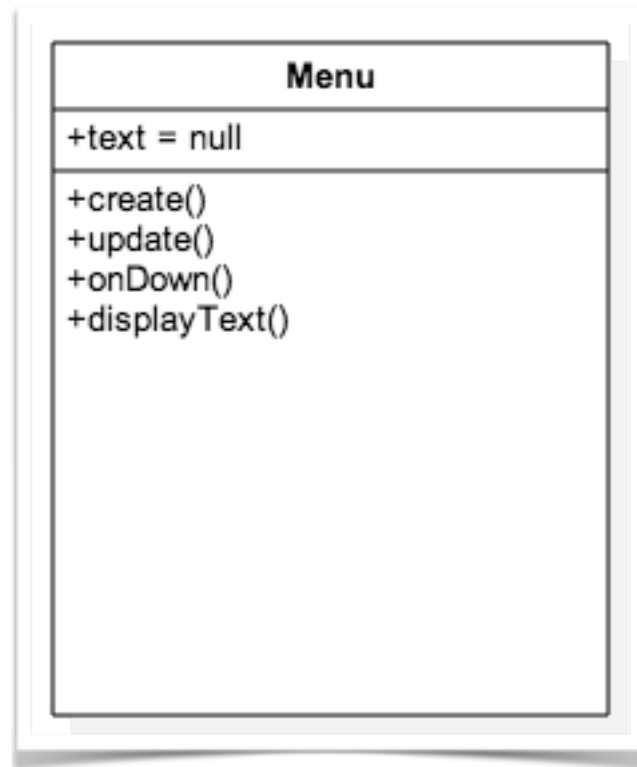 Menu
+text = null
+create()
+update()
+onDown()
+displayText()